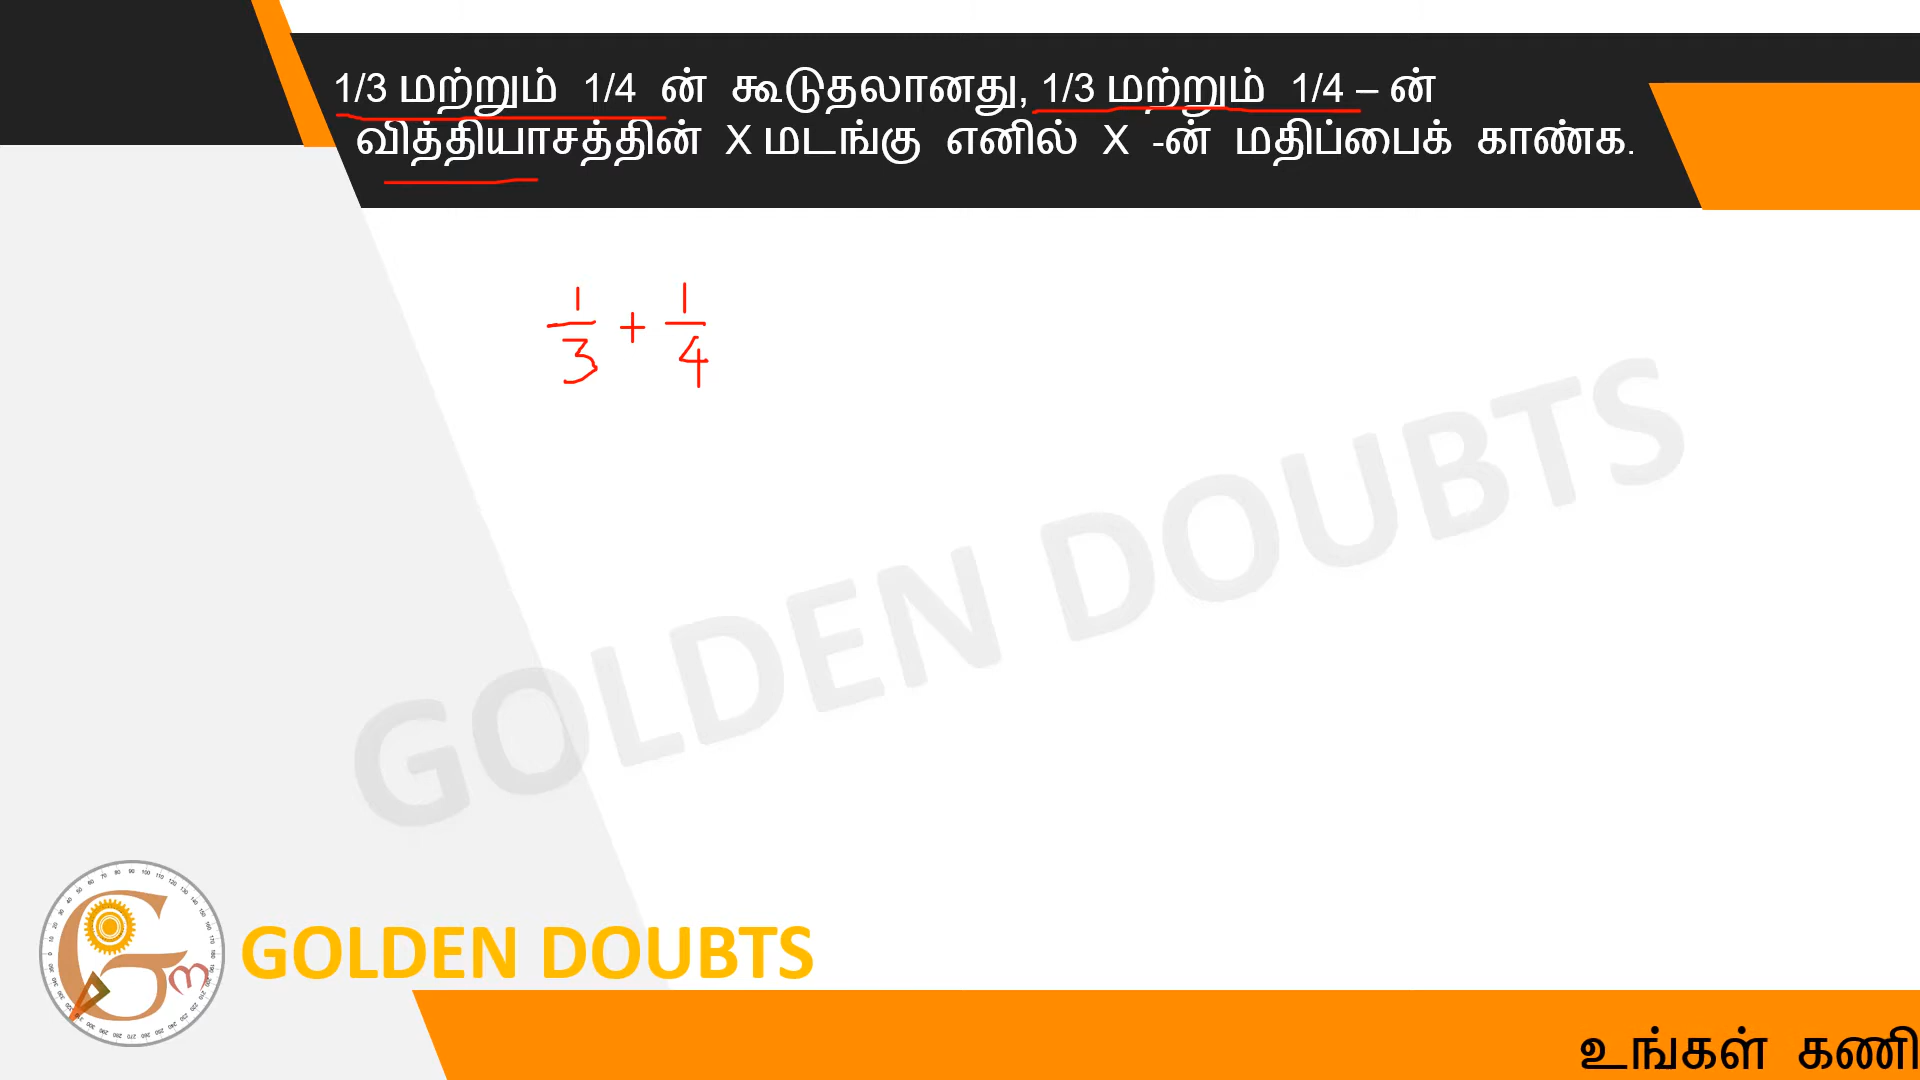 1/3 மற்றும் 1/4 ன் கூடுதலானது, 1/3 மற்றும் 1/4 – ன்
வித்தியாசத்தின் X மடங்கு எனில் X -ன் மதிப்பைக் காண்க.
1/3 + 1/4
GOLDEN DOUBTS
GOLDEN DOUBTS
உங்கள் கணி